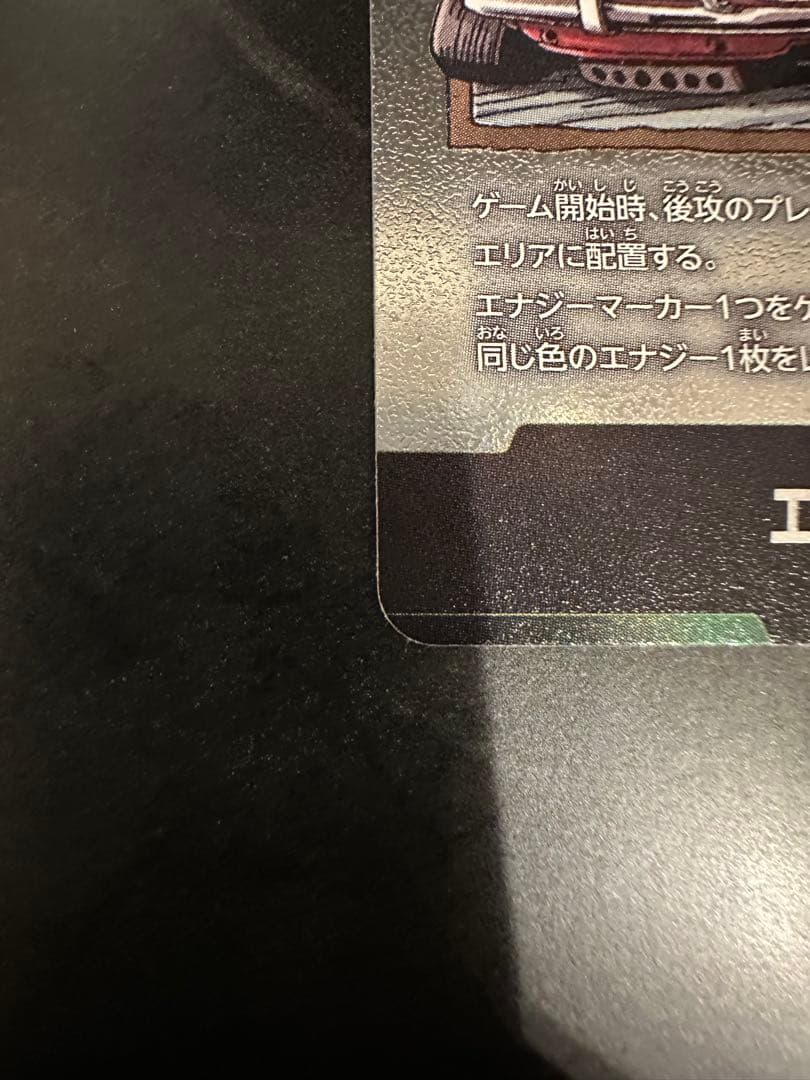 ゲーム開始時、後攻のプレ
エリアに配置する。
エナジーマーカー1つをゲ
同じ色のエナジー1枚をレ
エ